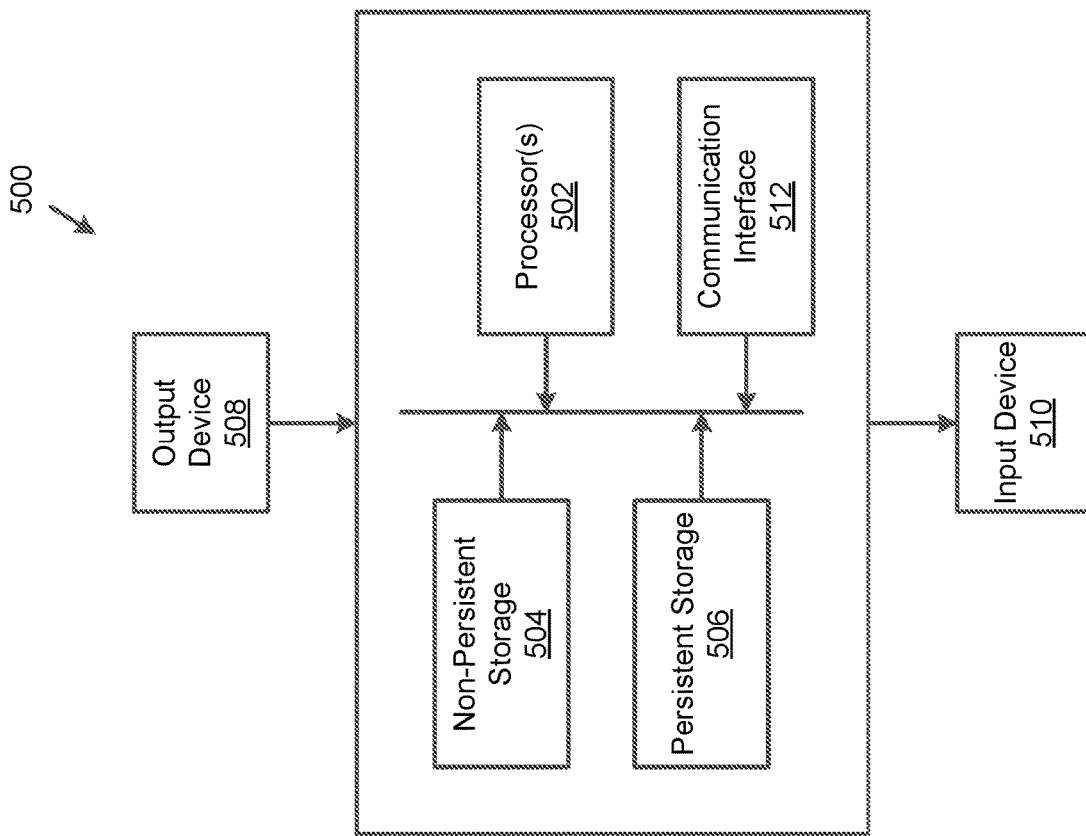 500
Output
Device
508
Non-Persistent
Storage
504
Processor(s)
502
Persistent Storage
506
Communication
Interface
512
Input Device
510